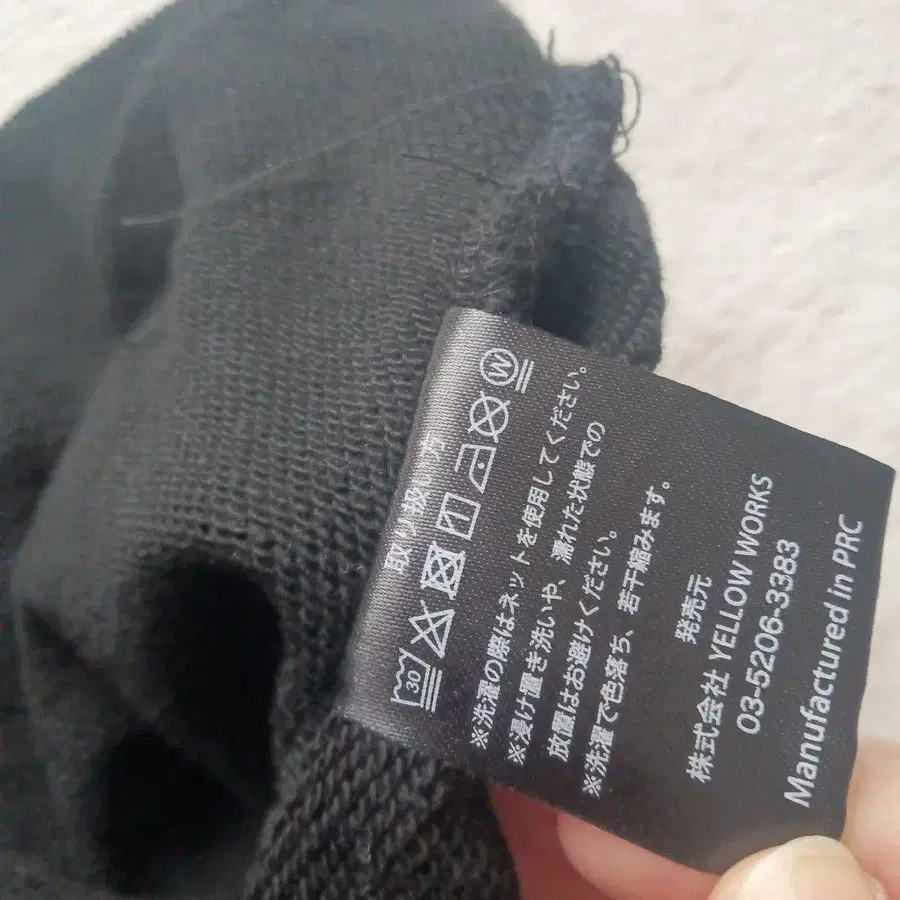 取り扱い方
30
W
※洗濯の際はネットを使用してください。
※浸け置き洗いや、濡れた状態での
放置はお避けください。
※洗濯で色落ち、若干縮みます。
発売元
株式会社 YELLOW WORKS
03-5206-3383
Manufactured in PRC